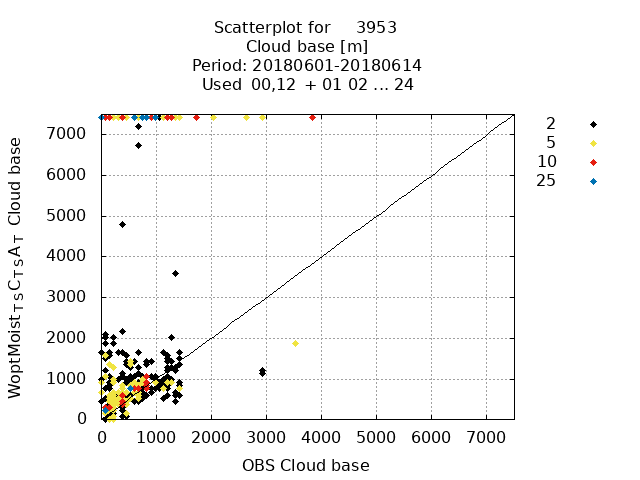 Scatterplot for 3953
Cloud base [m]
Period: 20180601-20180614
Used 00,12 + 01 02 ... 24
WoptMoistTSCTSAT Cloud base
7000
6000
5000
4000
3000
2000
1000
0
0 1000 2000 3000 4000 5000 6000 7000
OBS Cloud base
2
5
10
25